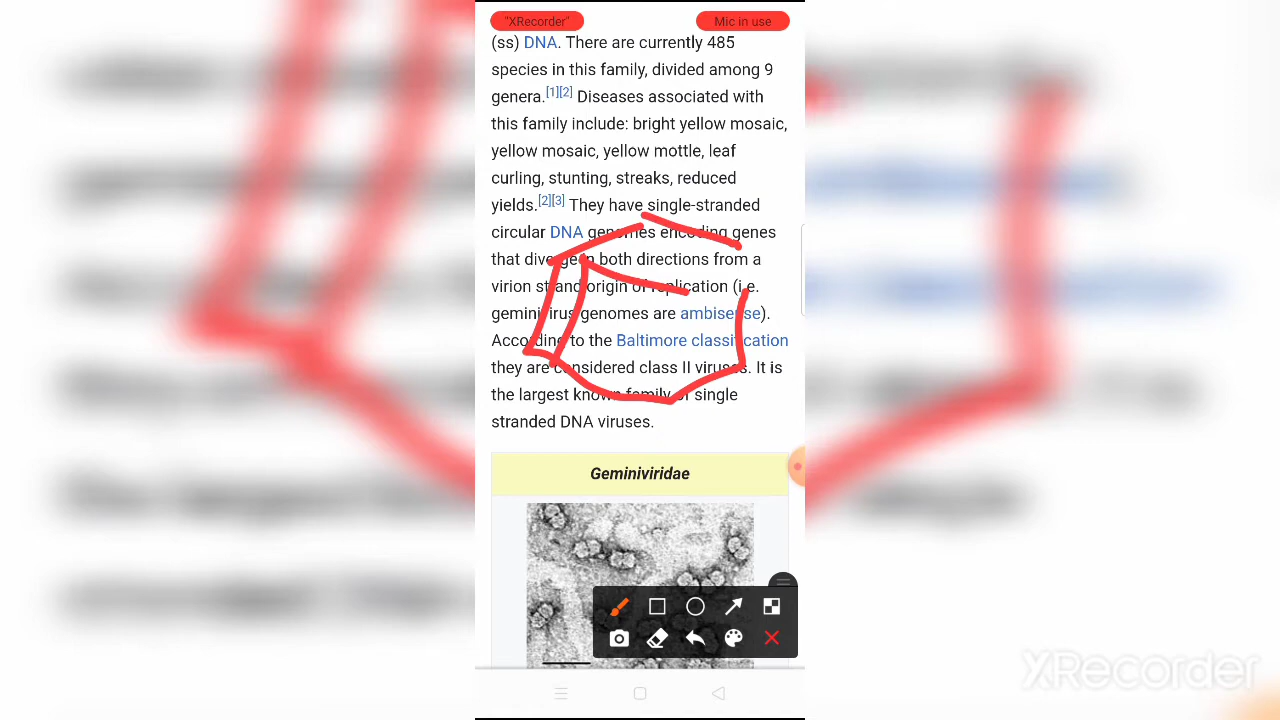 "XRecorder"
Mic in use
(ss) DNA. There are currently 485
species in this family, divided among 9
genera.[1][2] Diseases associated with
this family include: bright yellow mosaic,
yellow mosaic, yellow mottle, leaf
curling, stunting, streaks, reduced
yields.[2][3] They have single-stranded
circular DNA genomes encoding genes
that diverge in both directions from a
virion strand origin of replication (i.e.
geminivirus genomes are ambisense).
According to the Baltimore classification
they are considered class II viruses. It is
the largest known family of single
stranded DNA viruses.
Geminiviridae
XRecorder